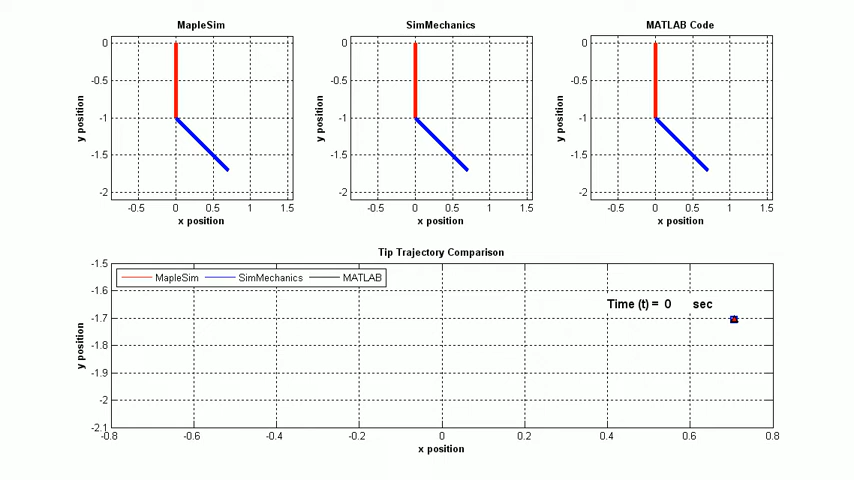 MapleSim
SimMechanics
MATLAB Code
0
-0.5
-1
-1.5
-2
y position
-0.5 0 0.5 1 1.5
x position
0
-0.5
-1
-1.5
-2
y position
-0.5 0 0.5 1 1.5
x position
0
-0.5
-1
-1.5
-2
y position
-0.5 0 0.5 1 1.5
x position
Tip Trajectory Comparison
MapleSim SimMechanics MATLAB
Time (t) = 0 sec
-1.5
-1.6
-1.7
-1.8
-1.9
-2
-2.1
y position
-0.8 -0.6 -0.4 -0.2 0 0.2 0.4 0.6 0.8
x position